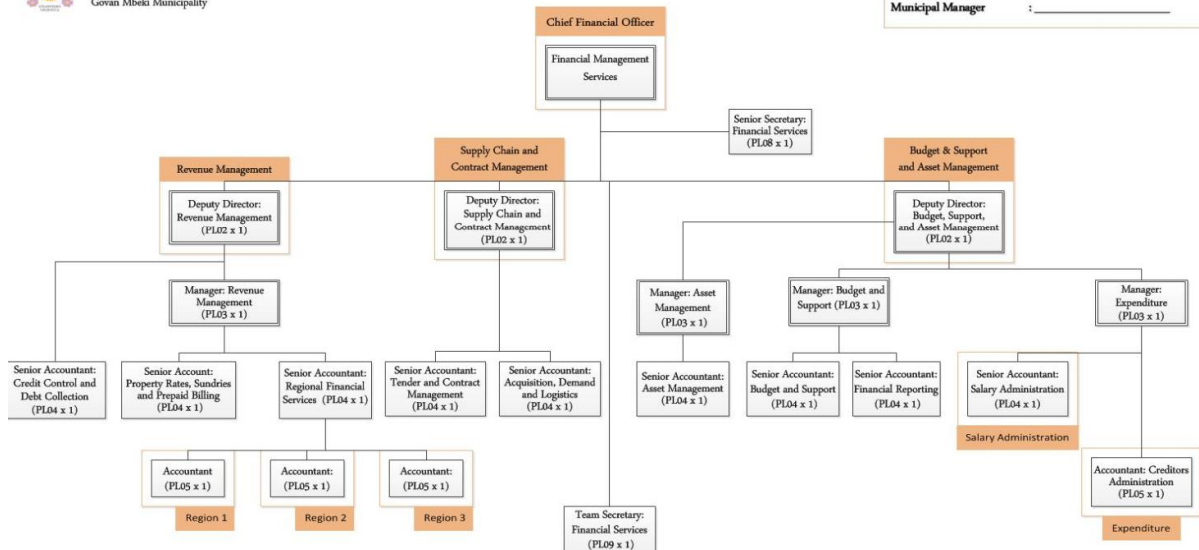 Govan Mbeki Municipality
Municipal Manager : ____________________
Chief Financial Officer
Financial Management
Services
Senior Secretary:
Financial Services
(PL08 x 1)
Revenue Management
Supply Chain and
Contract Management
Budget & Support
and Asset Management
Deputy Director:
Revenue Management
(PL02 x 1)
Deputy Director:
Supply Chain and
Contract Management
(PL02 x 1)
Deputy Director:
Budget, Support,
and Asset Management
(PL02 x 1)
Manager: Revenue
Management
(PL03 x 1)
Manager: Asset
Management
(PL03 x 1)
Manager: Budget and
Support (PL03 x 1)
Manager:
Expenditure
(PL03 x 1)
Senior Accountant:
Credit Control and
Debt Collection
(PL04 x 1)
Senior Account:
Property Rates, Sundries
and Prepaid Billing
(PL04 x 1)
Senior Accountant:
Regional Financial
Services (PL04 x 1)
Senior Accountant:
Tender and Contract
Management
(PL04 x 1)
Senior Accountant:
Acquisition, Demand
and Logistics
(PL04 x 1)
Senior Accountant:
Asset Management
(PL04 x 1)
Senior Accountant:
Budget and Support
(PL04 x 1)
Senior Accountant:
Financial Reporting
(PL04 x 1)
Senior Accountant:
Salary Administration
(PL04 x 1)
Salary Administration
Accountant
(PL05 x 1)
Region 1
Accountant:
(PL05 x 1)
Region 2
Accountant:
(PL05 x 1)
Region 3
Accountant: Creditors
Administration
(PL05 x 1)
Expenditure
Team Secretary:
Financial Services
(PL09 x 1)